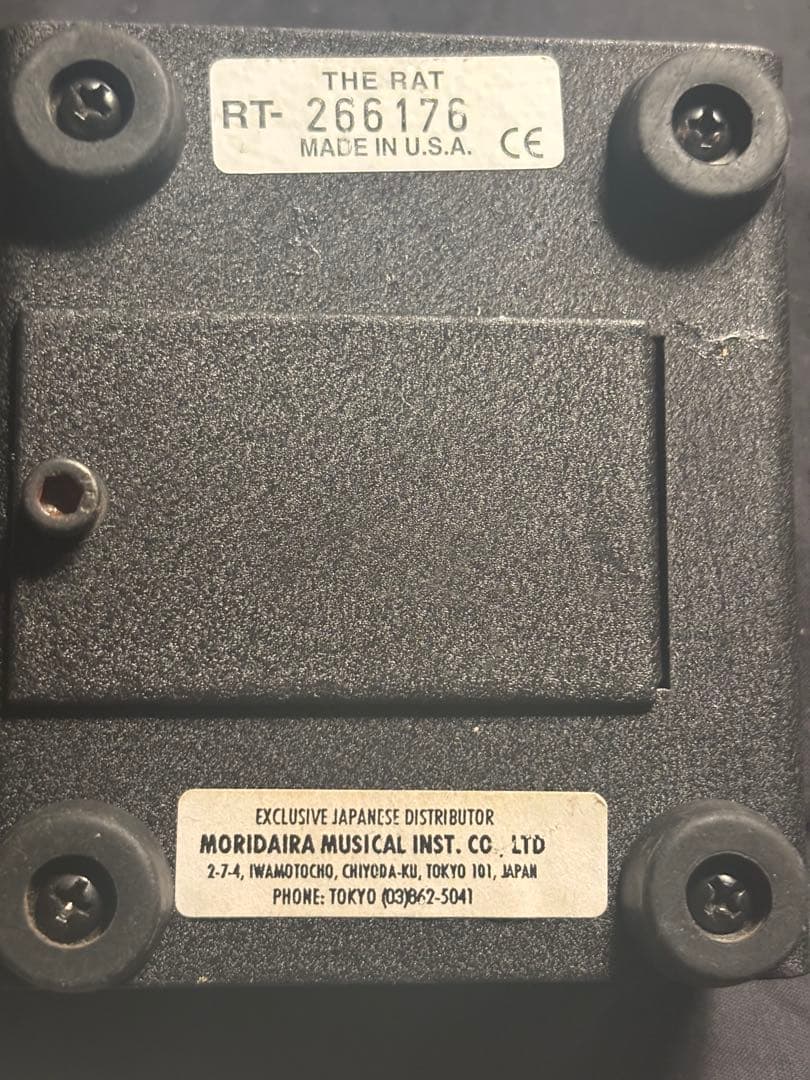 THE RAT
RT- 266176
MADE IN U.S.A. CE
EXCLUSIVE JAPANESE DISTRIBUTOR
MORIDAIRA MUSICAL INST. CO., LTD
2-7-4, IWAMOTOCHO, CHIYODA-KU, TOKYO 101, JAPAN
PHONE: TOKYO (03)862-5041